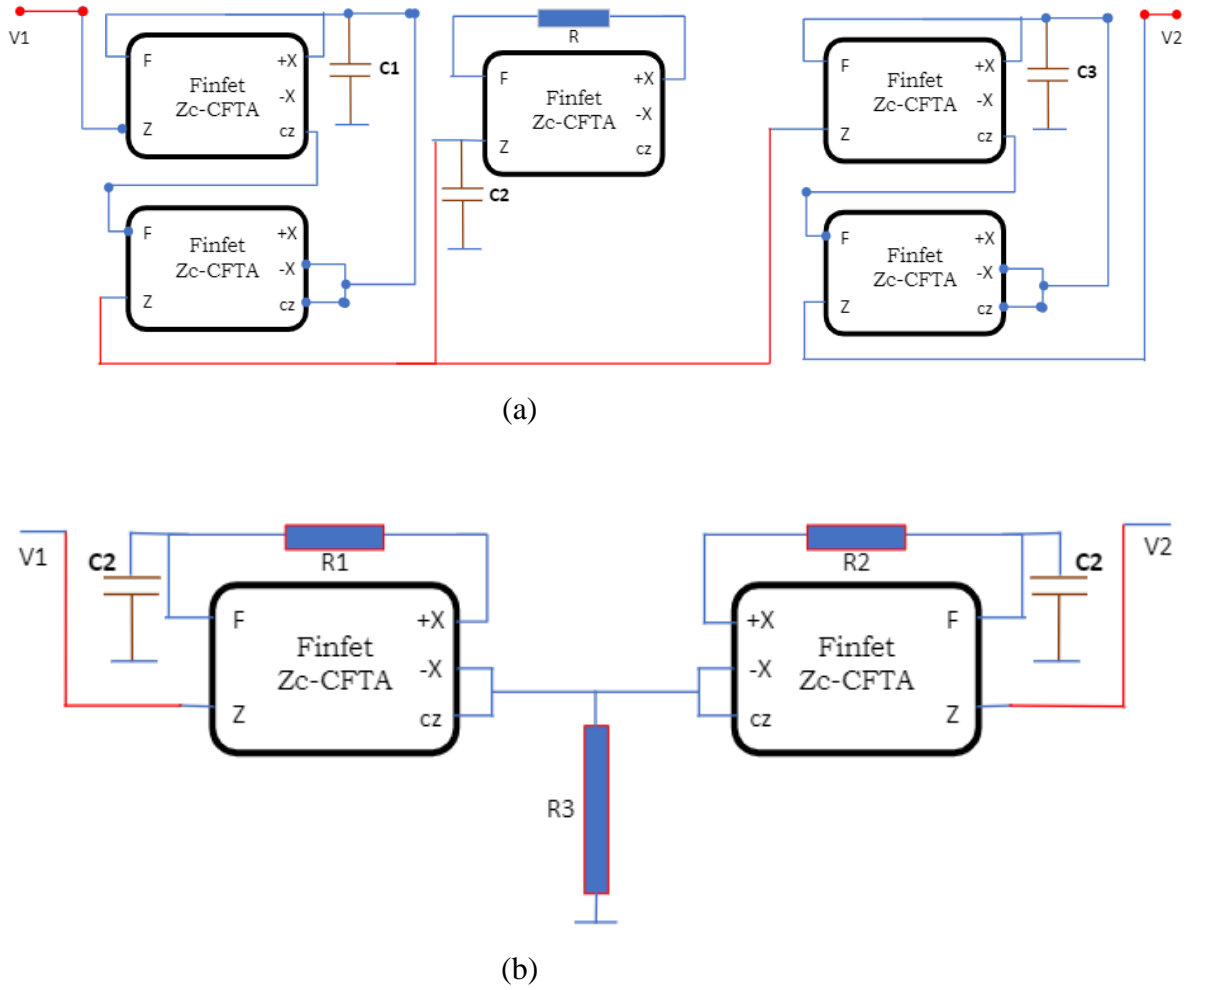 V1
F
+X
Finfet
Zc-CFTA
-X
Z
cz
C1
R
F
+X
Finfet
Zc-CFTA
-X
Z
cz
C2
F
+X
Finfet
Zc-CFTA
-X
Z
cz
C3
V2
F
+X
Finfet
Zc-CFTA
-X
Z
cz
F
+X
Finfet
Zc-CFTA
-X
Z
cz
(a)
V1
C2
R1
F
+X
Finfet
Zc-CFTA
-X
Z
cz
R2
C2
V2
+X
F
Finfet
Zc-CFTA
-X
cz
Z
R3
(b)